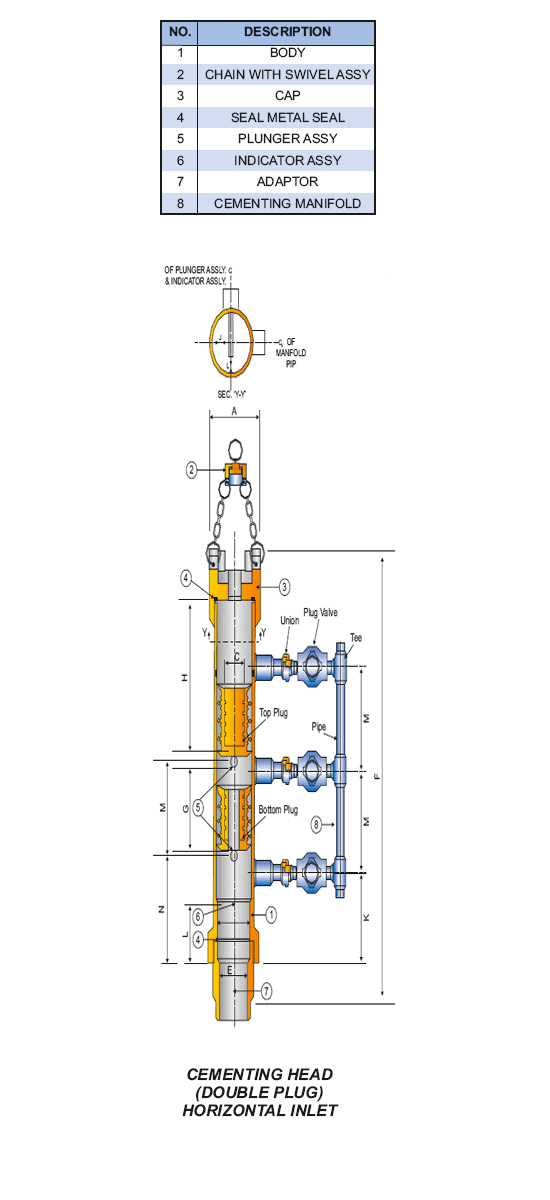 NO. DESCRIPTION
1 BODY
2 CHAIN WITH SWIVEL ASSY
3 CAP
4 SEAL METAL SEAL
5 PLUNGER ASSY
6 INDICATOR ASSY
7 ADAPTOR
8 CEMENTING MANIFOLD
OF PLUNGER ASSLY. C
& INDICATOR ASSLY.
J
L
C OF
MANFOLD
PIP
SEC. "Y-Y"
A
2
4
3
Y Y
Union
Plug Valve
Tee
C
H
M
Top Plug
Pipe
F
M
G
5
Bottom Plug
8
M
N
6
1
L
4
K
E
7
CEMENTING HEAD
(DOUBLE PLUG)
HORIZONTAL INLET